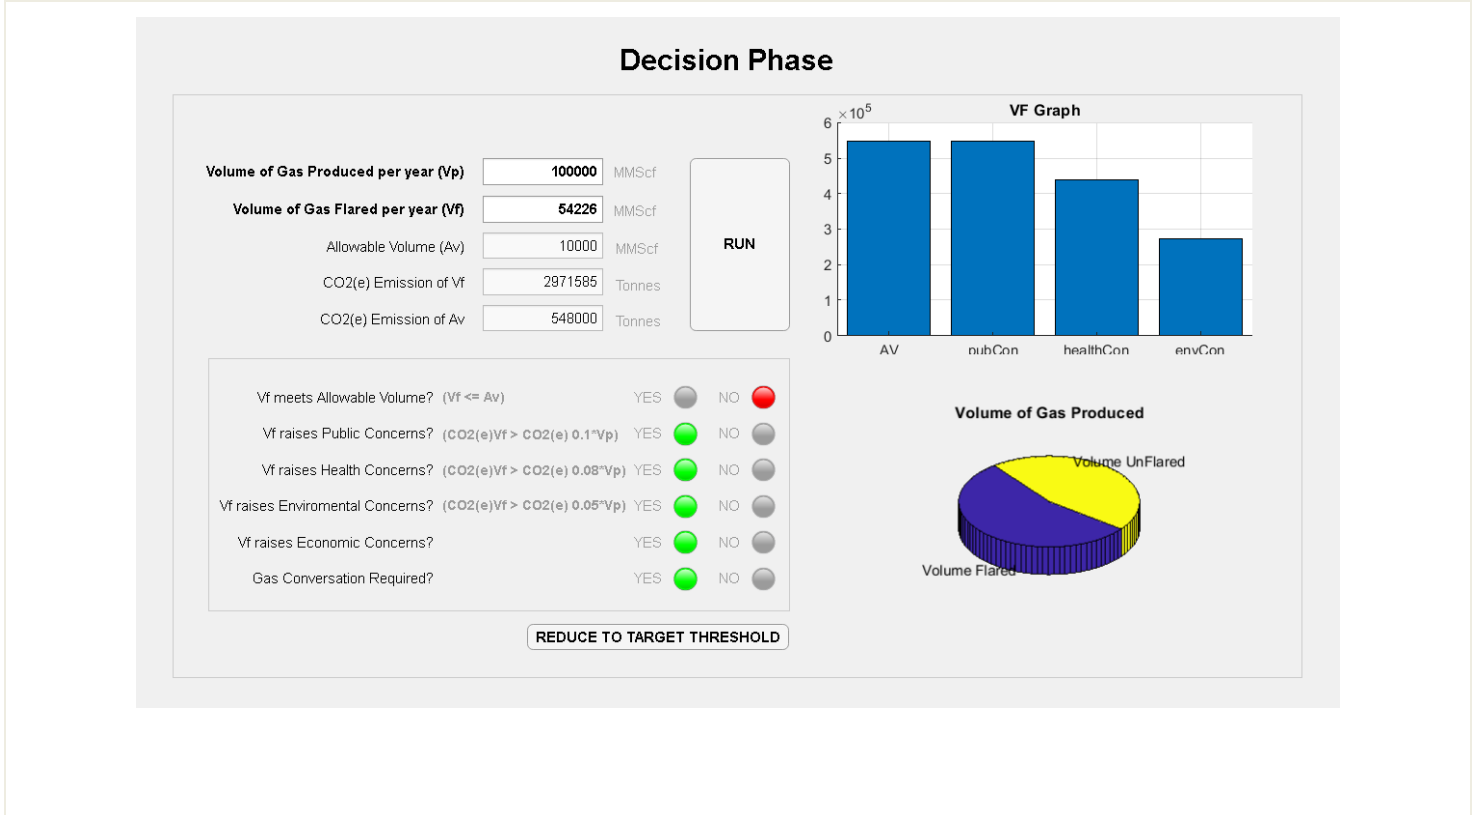 Decision Phase
Volume of Gas Produced per year (Vp) 100000 MMScf
Volume of Gas Flared per year (Vf) 54226 MMScf
Allowable Volume (Av) 10000 MMScf
CO2(e) Emission of Vf 2971585 Tonnes
CO2(e) Emission of Av 548000 Tonnes
RUN
Vf meets Allowable Volume? (Vf <= Av) YES NO
Vf raises Public Concerns? (CO2(e)Vf > CO2(e) 0.1*Vp) YES NO
Vf raises Health Concerns? (CO2(e)Vf > CO2(e) 0.08*Vp) YES NO
Vf raises Enviromental Concerns? (CO2(e)Vf > CO2(e) 0.05*Vp) YES NO
Vf raises Economic Concerns? YES NO
Gas Conversation Required? YES NO
REDUCE TO TARGET THRESHOLD
VF Graph
×10^5
6
5
4
3
2
1
0
AV pubCon healthCon envCon
Volume of Gas Produced
Volume UnFlared
Volume Flared